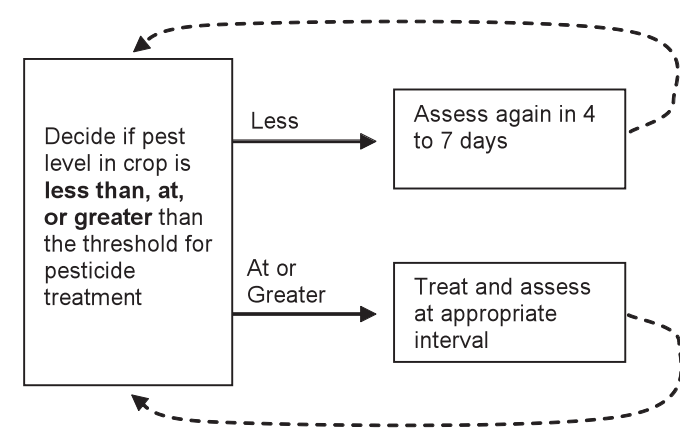 Decide if pest
level in crop is
less than, at,
or greater than
the threshold for
pesticide
treatment
Less
Assess again in 4
to 7 days
At or
Greater
Treat and assess
at appropriate
interval